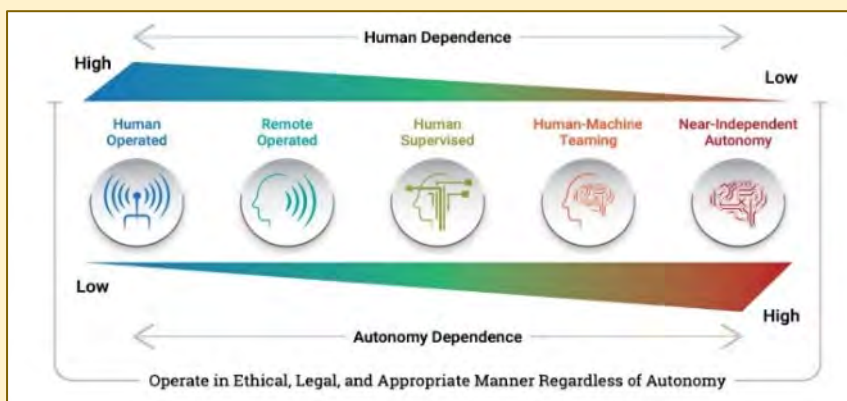 Human Dependence
High
Low
Human
Operated
Remote
Operated
Human
Supervised
Human-Machine
Teaming
Near-Independent
Autonomy
Low
High
Autonomy Dependence
Operate in Ethical, Legal, and Appropriate Manner Regardless of Autonomy